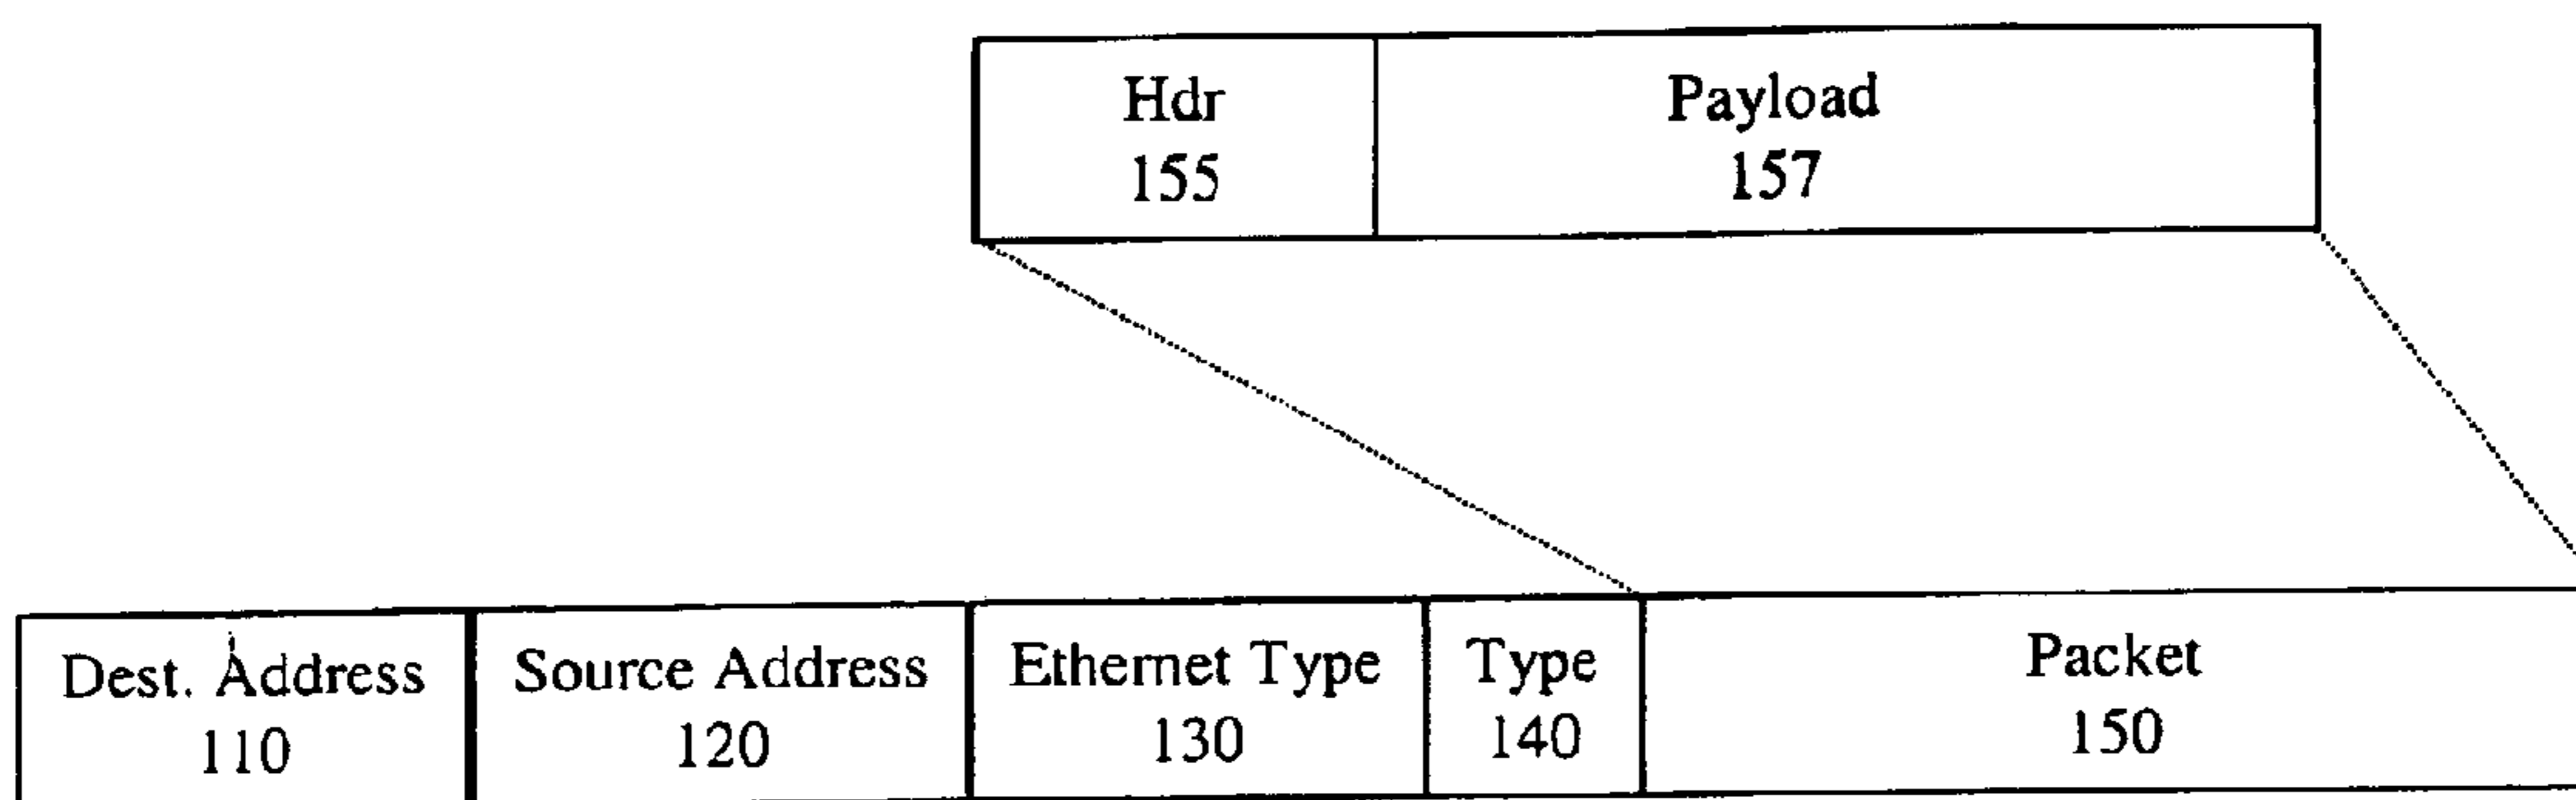 Hdr
155
Payload
157
Dest. Address
110
Source Address
120
Ethernet Type
130
Type
140
Packet
150